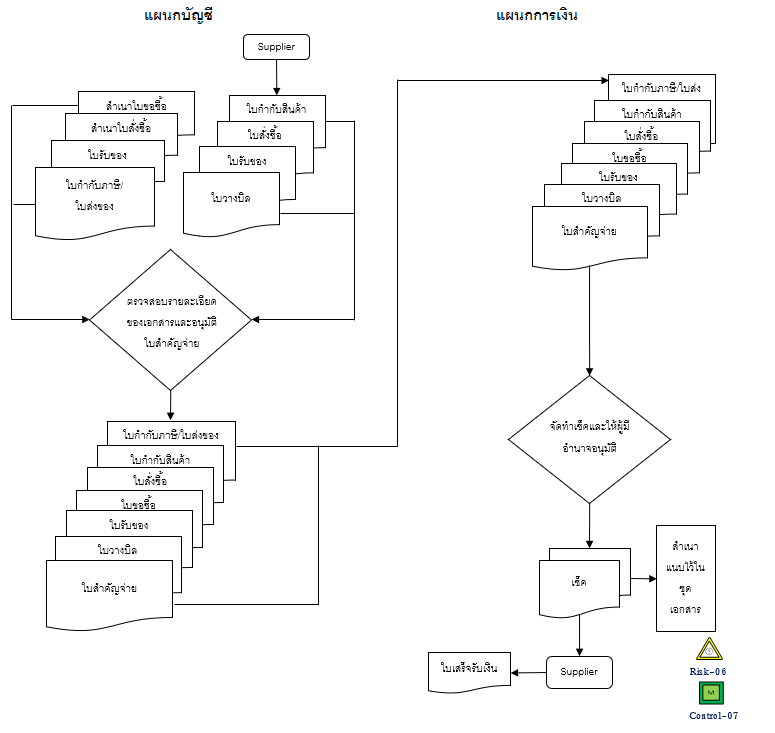 แผนกบัญชี
แผนกการเงิน
Supplier
สำเนาใบขอซื้อ
สำเนาใบสั่งซื้อ
ใบรับของ
ใบกำกับภาษี/
ใบส่งของ
ใบกำกับสินค้า
ใบสั่งซื้อ
ใบรับของ
ใบวางบิล
ตรวจสอบรายละเอียด
ของเอกสารและอนุมัติ
ใบสำคัญจ่าย
ใบกำกับภาษี/ใบส่งของ
ใบกำกับสินค้า
ใบสั่งซื้อ
ใบขอซื้อ
ใบรับของ
ใบวางบิล
ใบสำคัญจ่าย
ใบกำกับภาษี/ใบส่ง
ใบกำกับสินค้า
ใบสั่งซื้อ
ใบขอซื้อ
ใบรับของ
ใบวางบิล
ใบสำคัญจ่าย
จัดทำเช็คและให้ผู้มี
อำนาจอนุมัติ
เช็ค
สำเนา
แนบไว้ใน
ชุด
เอกสาร
Supplier
ใบเสร็จรับเงิน
Risk-06
M
Control-07